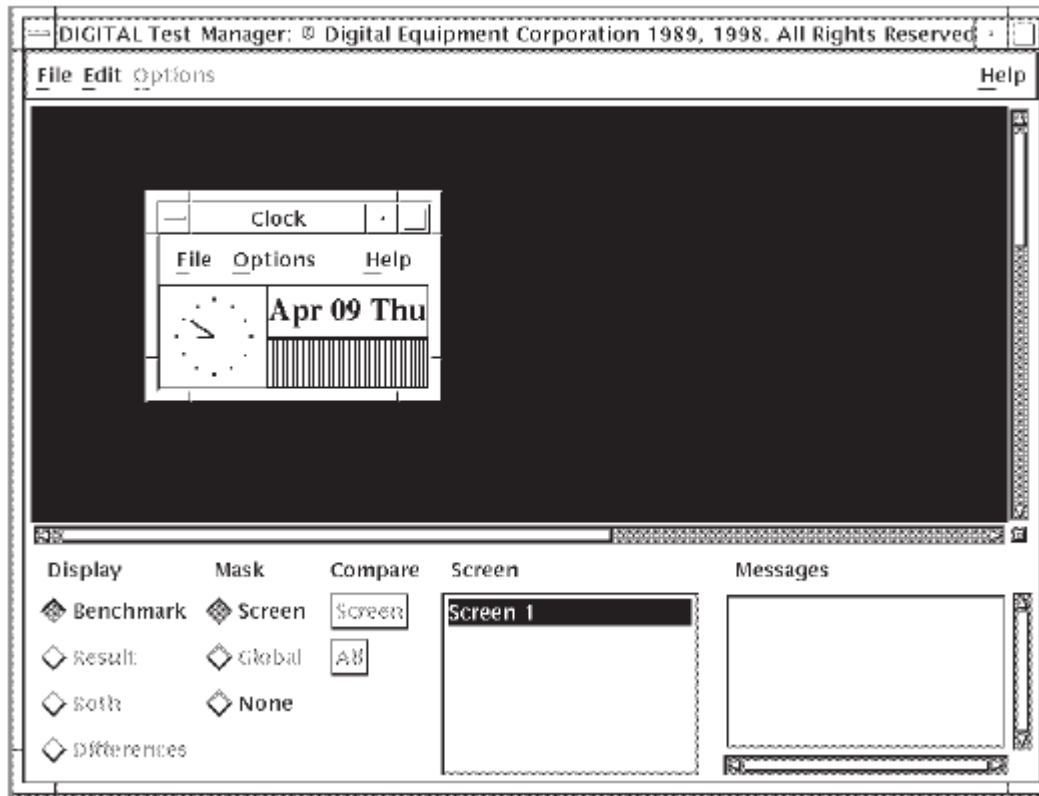 DIGITAL Test Manager: © Digital Equipment Corporation 1989, 1998. All Rights Reserved
File Edit Options Help
Clock
File Options Help
Apr 09 Thu
Display Mask Compare Screen Messages
Benchmark Screen Screen Screen 1
Result Global All
Both None
Differences